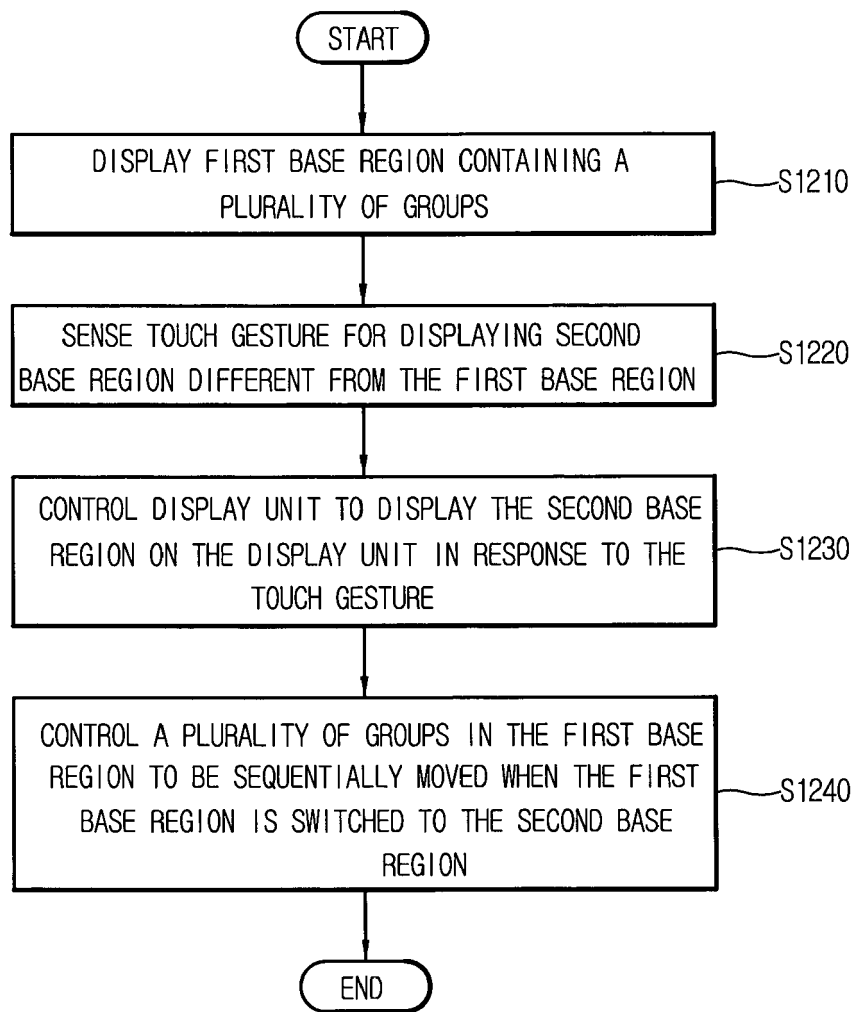 START
DISPLAY FIRST BASE REGION CONTAINING A
PLURALITY OF GROUPS
S1210
SENSE TOUCH GESTURE FOR DISPLAYING SECOND
BASE REGION DIFFERENT FROM THE FIRST BASE REGION
S1220
CONTROL DISPLAY UNIT TO DISPLAY THE SECOND BASE
REGION ON THE DISPLAY UNIT IN RESPONSE TO THE
TOUCH GESTURE
S1230
CONTROL A PLURALITY OF GROUPS IN THE FIRST BASE
REGION TO BE SEQUENTIALLY MOVED WHEN THE FIRST
BASE REGION IS SWITCHED TO THE SECOND BASE
REGION
S1240
END